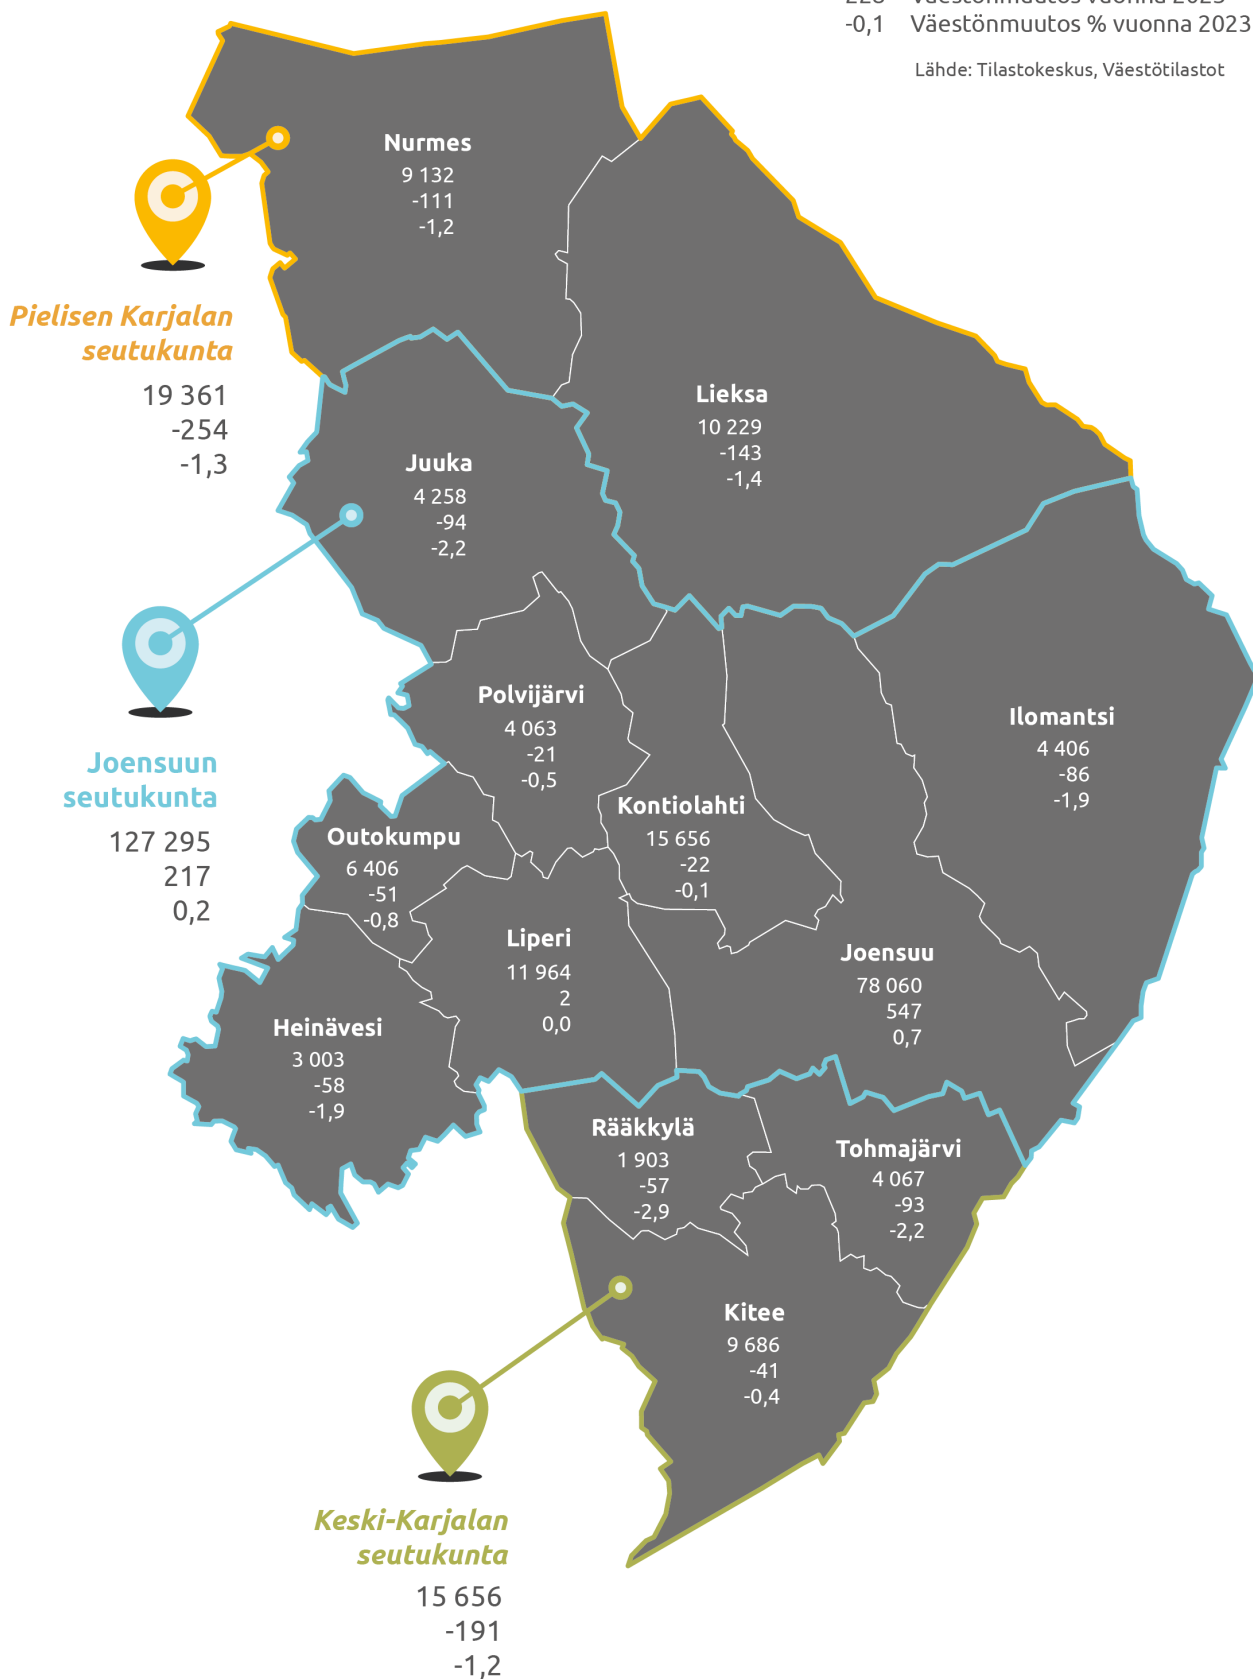 -0,1 Väestönmuutos % vuonna 2023
Lähde: Tilastokeskus, Väestötilastot
Nurmes
9 132
-111
-1,2
Pielisen Karjalan
seutukunta
19 361
-254
-1,3
Lieksa
10 229
-143
-1,4
Juuka
4 258
-94
-2,2
Polvijärvi
4 063
-21
-0,5
Ilomantsi
4 406
-86
-1,9
Joensuun
seutukunta
127 295
217
0,2
Kontiolahti
15 656
-22
-0,1
Outokumpu
6 406
-51
-0,8
Liperi
11 964
2
0,0
Joensuu
78 060
547
0,7
Heinävesi
3 003
-58
-1,9
Rääkkylä
1 903
-57
-2,9
Tohmajärvi
4 067
-93
-2,2
Kitee
9 686
-41
-0,4
Keski-Karjalan
seutukunta
15 656
-191
-1,2